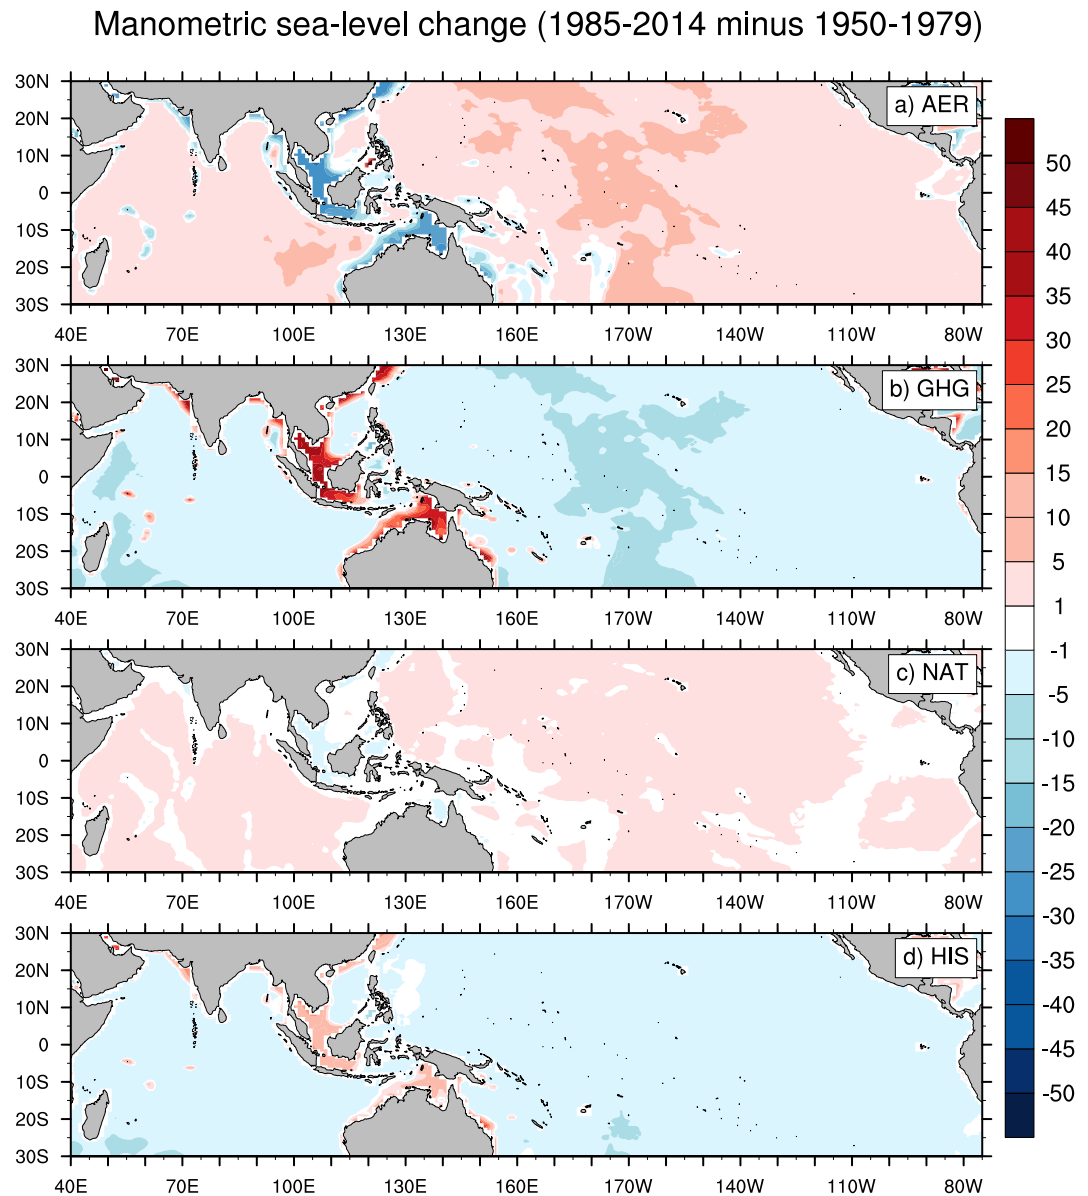 Manometric sea-level change (1985-2014 minus 1950-1979)
30N
20N
10N
0
10S
20S
30S
a) AER
40E 70E 100E 130E 160E 170W 140W 110W 80W
30N
20N
10N
0
10S
20S
30S
b) GHG
40E 70E 100E 130E 160E 170W 140W 110W 80W
30N
20N
10N
0
10S
20S
30S
c) NAT
40E 70E 100E 130E 160E 170W 140W 110W 80W
30N
20N
10N
0
10S
20S
30S
d) HIS
40E 70E 100E 130E 160E 170W 140W 110W 80W
50
45
40
35
30
25
20
15
10
5
1
-1
-5
-10
-15
-20
-25
-30
-35
-40
-45
-50